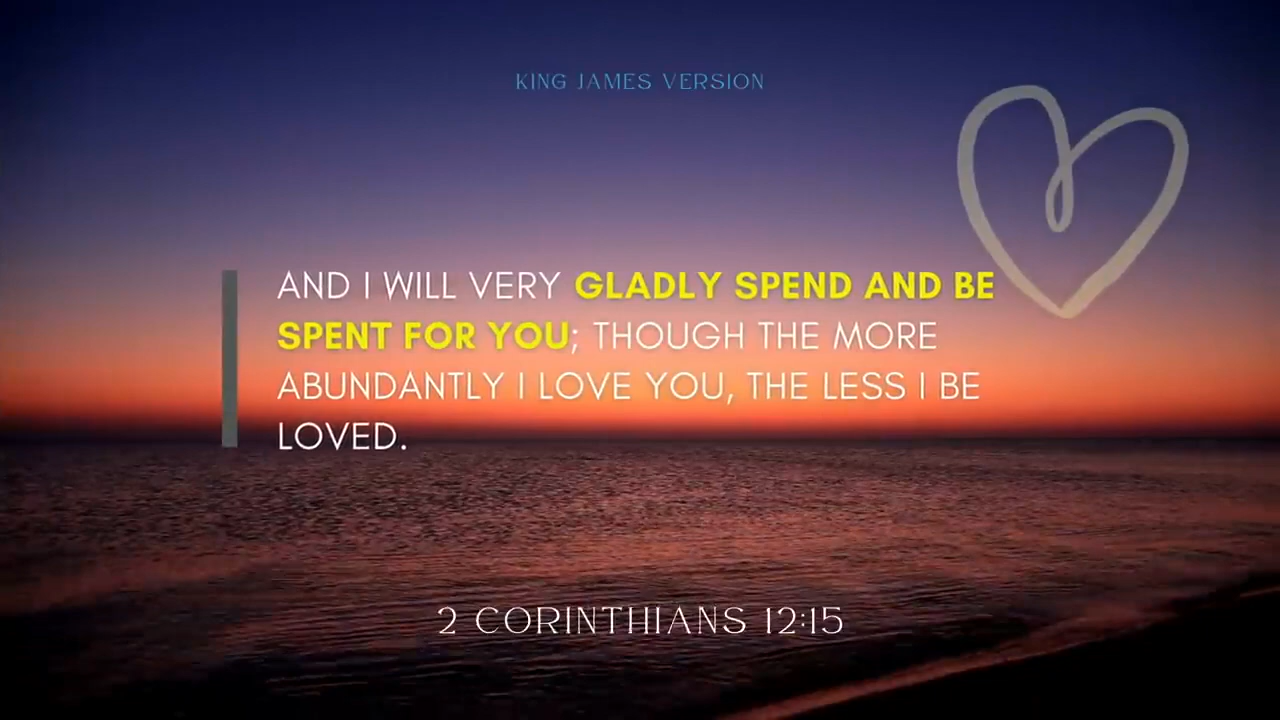 KING JAMES VERSION
AND I WILL VERY GLADLY SPEND AND BE
SPENT FOR YOU; THOUGH THE MORE
ABUNDANTLY I LOVE YOU, THE LESS I BE
LOVED.
2 CORINTHIANS 12:15